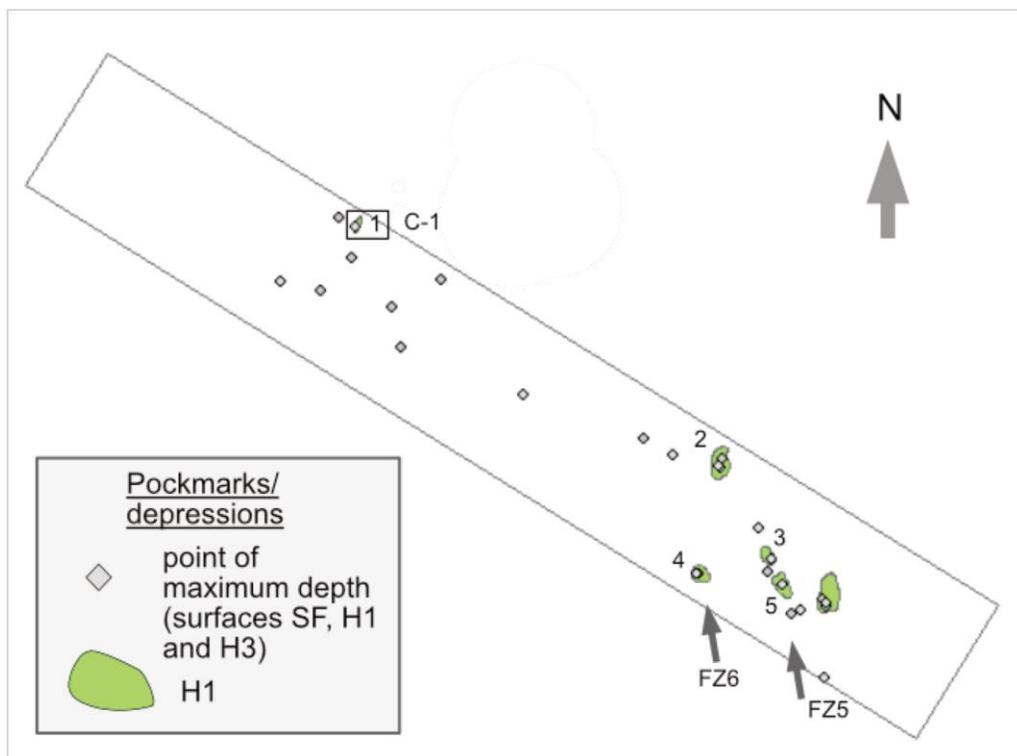 N
1 C-1
2
3
4
5
FZ6
FZ5
Pockmarks/
depressions
point of
maximum depth
(surfaces SF, H1
and H3)
H1